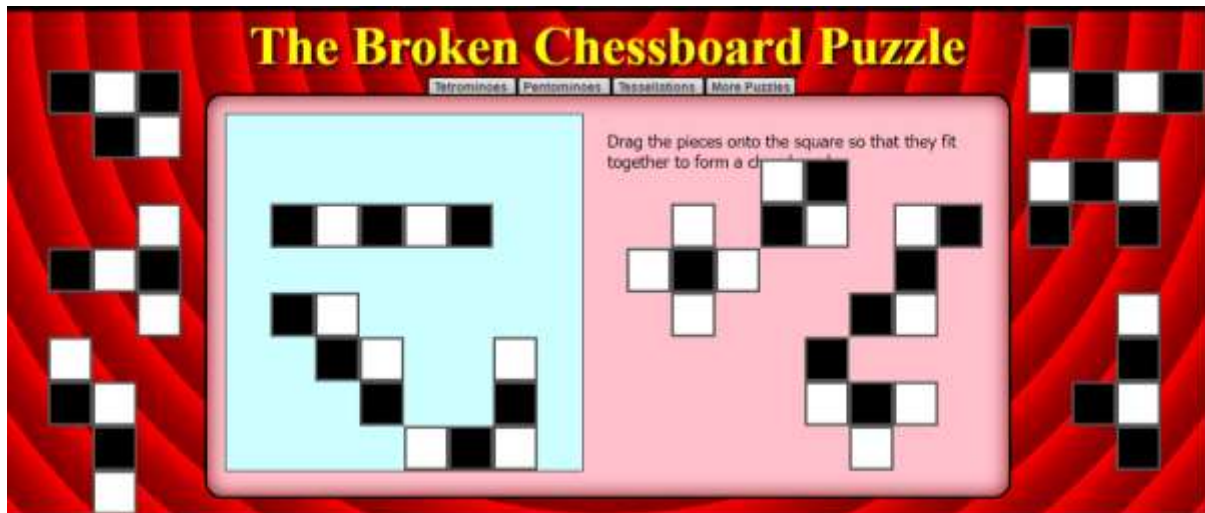 The Broken Chessboard Puzzle
Tetrominoes Pentominoes Tessellations More Puzzles
Drag the pieces onto the square so that they fit
together to form a